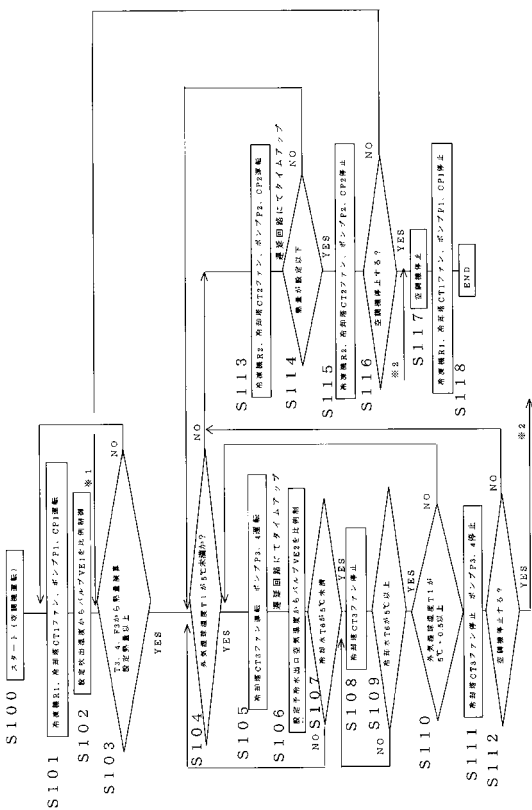 S100
スタート(空調機運転)
S101
冷凍機R1、冷却塔CT1ファン、ポンプP1、CP1運転
S102
設定水出温度からバルブVE1を比例制御
※1
S103
T3、4、F3から熱量演算
設定熱量以上
NO
YES
S104
外気湿球温度T1が5℃未満か?
NO
YES
S105
冷却塔CT3ファン運転 ポンプP3、4運転
遅延回路にてタイムアップ
S106
設定予冷水出口空気温度からバルブVE2を比例制
S107
冷却水T6が5℃未満
NO
YES
S108
冷却塔CT3ファン停止
S109
冷却水T6が5℃以上
NO
YES
S110
外気湿球温度T1が
5℃+0.5以上
NO
YES
S111
冷却塔CT3ファン停止 ポンプP3、4停止
S112
空調機停止する?
NO
YES
※2
S113
冷凍機R2、冷却塔CT2ファン、ポンプP2、CP2運転
遅延回路にてタイムアップ
S114
熱量が設定以下
NO
YES
S115
冷凍機R2、冷却塔CT2ファン、ポンプP2、CP2停止
S116
空調機停止する?
NO
YES
※2
S117
空調機停止
S118
冷凍機R1、冷却塔CT1ファン、ポンプP1、CP1停止
END